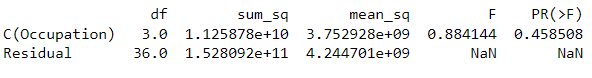 df sum_sq mean_sq F PR(>F)
C(Occupation) 3.0 1.125878e+10 3.752928e+09 0.884144 0.458508
Residual 36.0 1.528092e+11 4.244701e+09 NaN NaN